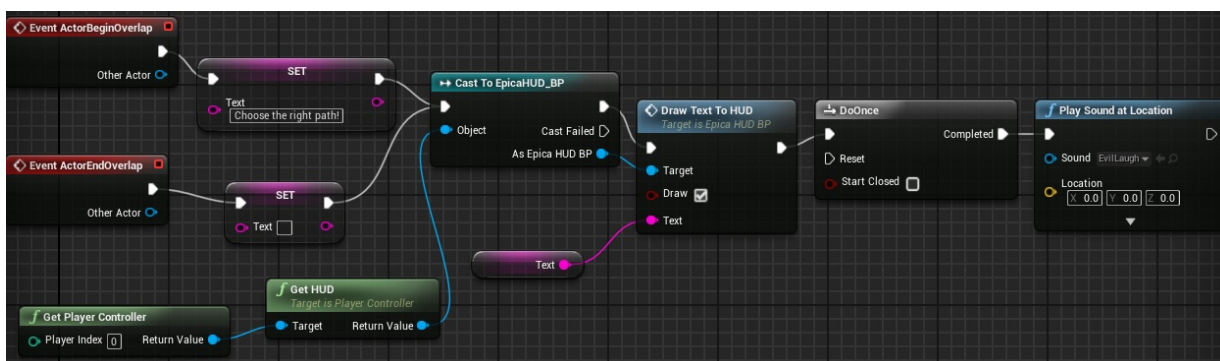 Event ActorBeginOverlap
Other Actor
SET
Text
Choose the right path!
Event ActorEndOverlap
Other Actor
SET
Text
Get Player Controller
Player Index 0 Return Value
Get HUD
Target is Player Controller
Target Return Value
Cast To EpicaHUD_BP
Object Cast Failed
As Epica HUD BP
Text
Draw Text To HUD
Target is Epica HUD BP
Target
Draw
Text
DoOnce
Completed
Reset
Start Closed
Play Sound at Location
Sound EvilLaugh
Location
X 0.0 Y 0.0 Z 0.0